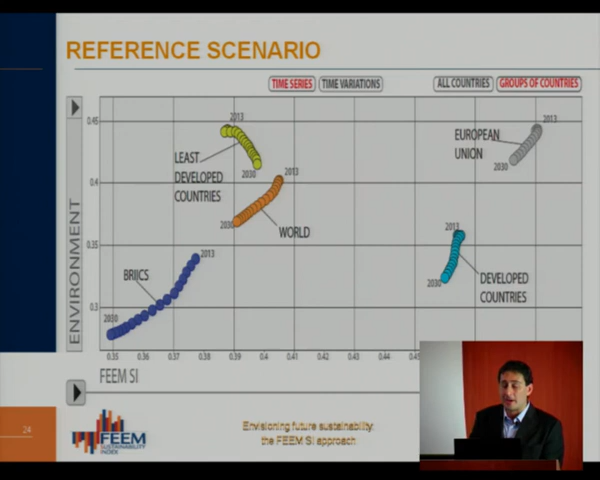 REFERENCE SCENARIO
TIME SERIES TIME VARIATIONS ALL COUNTRIES GROUPS OF COUNTRIES
ENVIRONMENT
0.45
0.4
0.35
0.3
2013
LEAST
DEVELOPED
COUNTRIES
2030
2013
2030
WORLD
EUROPEAN
UNION
2013
2030
2013
2030
DEVELOPED
COUNTRIES
BRIICS
2013
2030
0.35 0.36 0.37 0.38 0.39 0.4 0.41 0.42 0.43 0.44
FEEM SI
24
FEEM
SUSTAINABILITY
INDEX
Envisioning future sustainability:
the FEEM SI approach